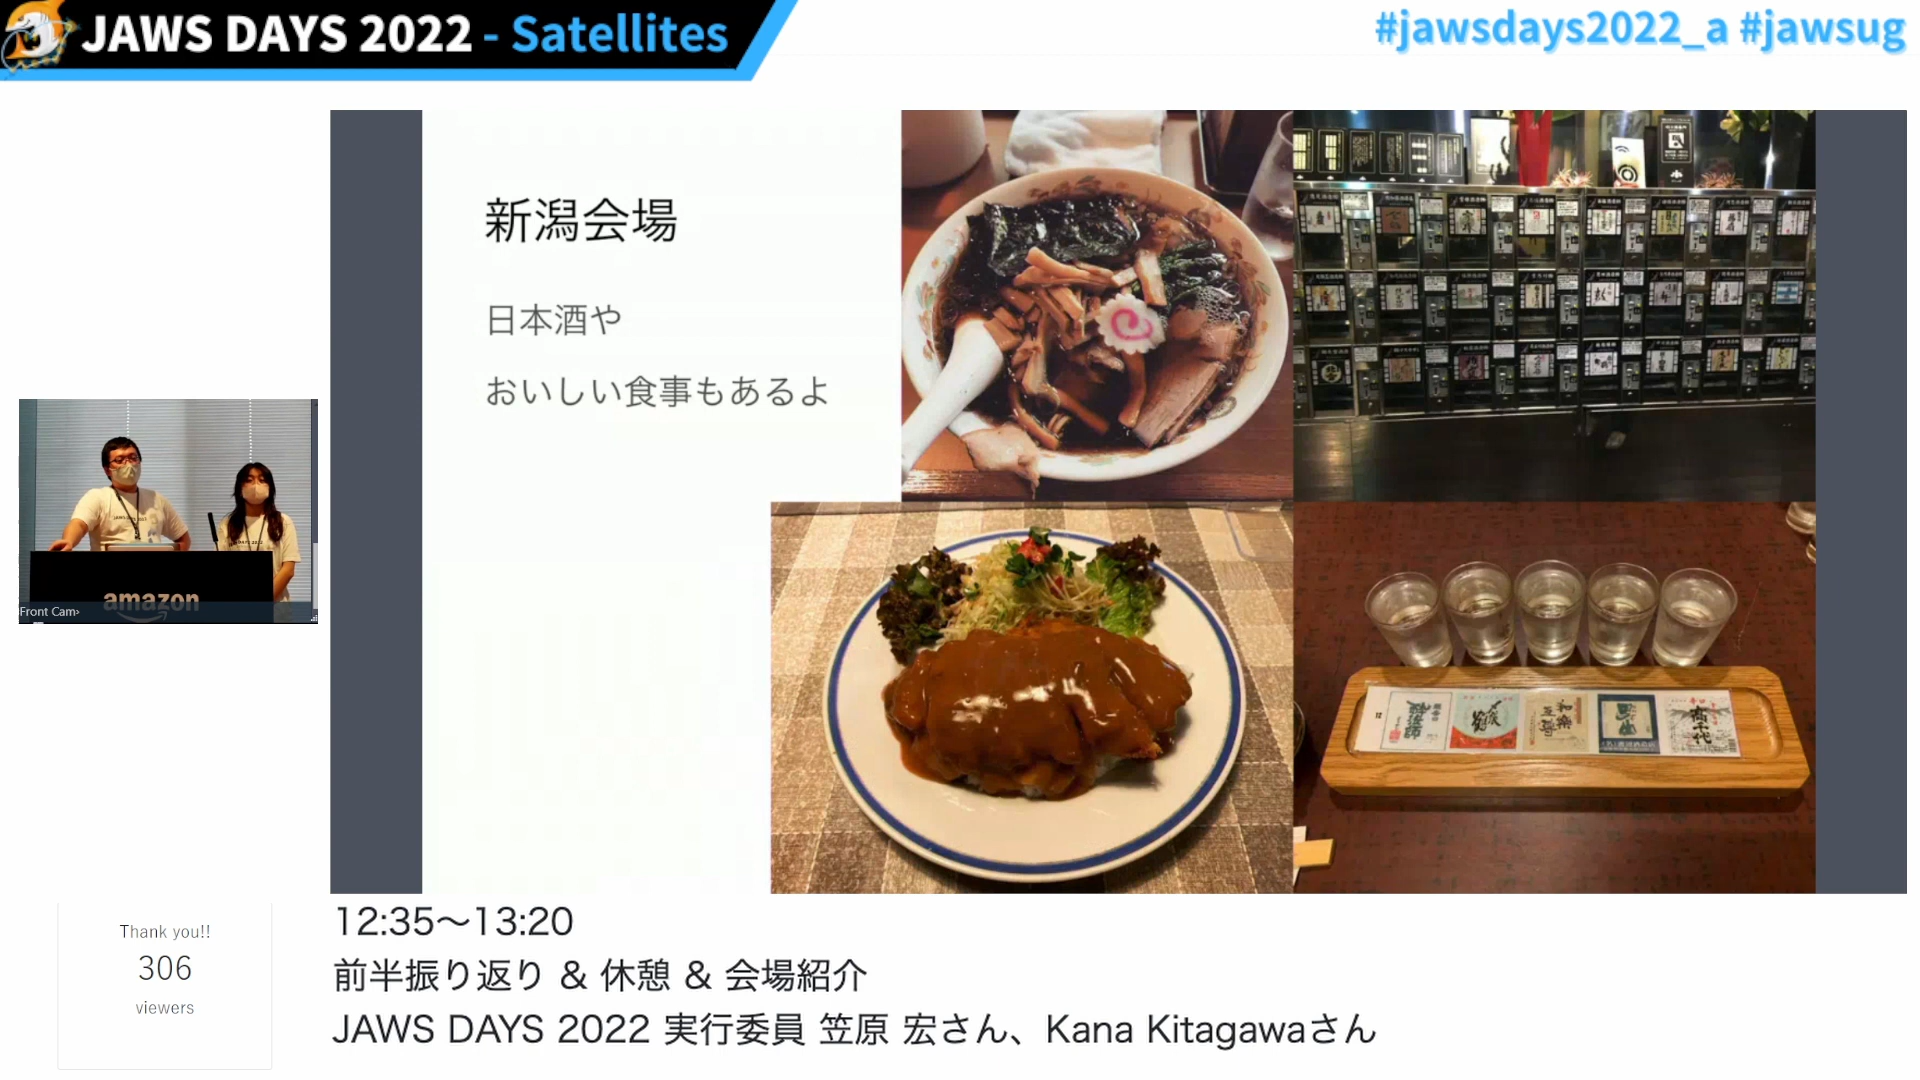 JAWS DAYS 2022 - Satellites
#jawsdays2022_a #jawsug
新潟会場
日本酒や
おいしい食事もあるよ
amazon
Front Cam
Thank you!!
306
viewers
12:35～13:20
前半振り返り & 休憩 & 会場紹介
JAWS DAYS 2022 実行委員 笠原 宏さん、Kana Kitagawaさん